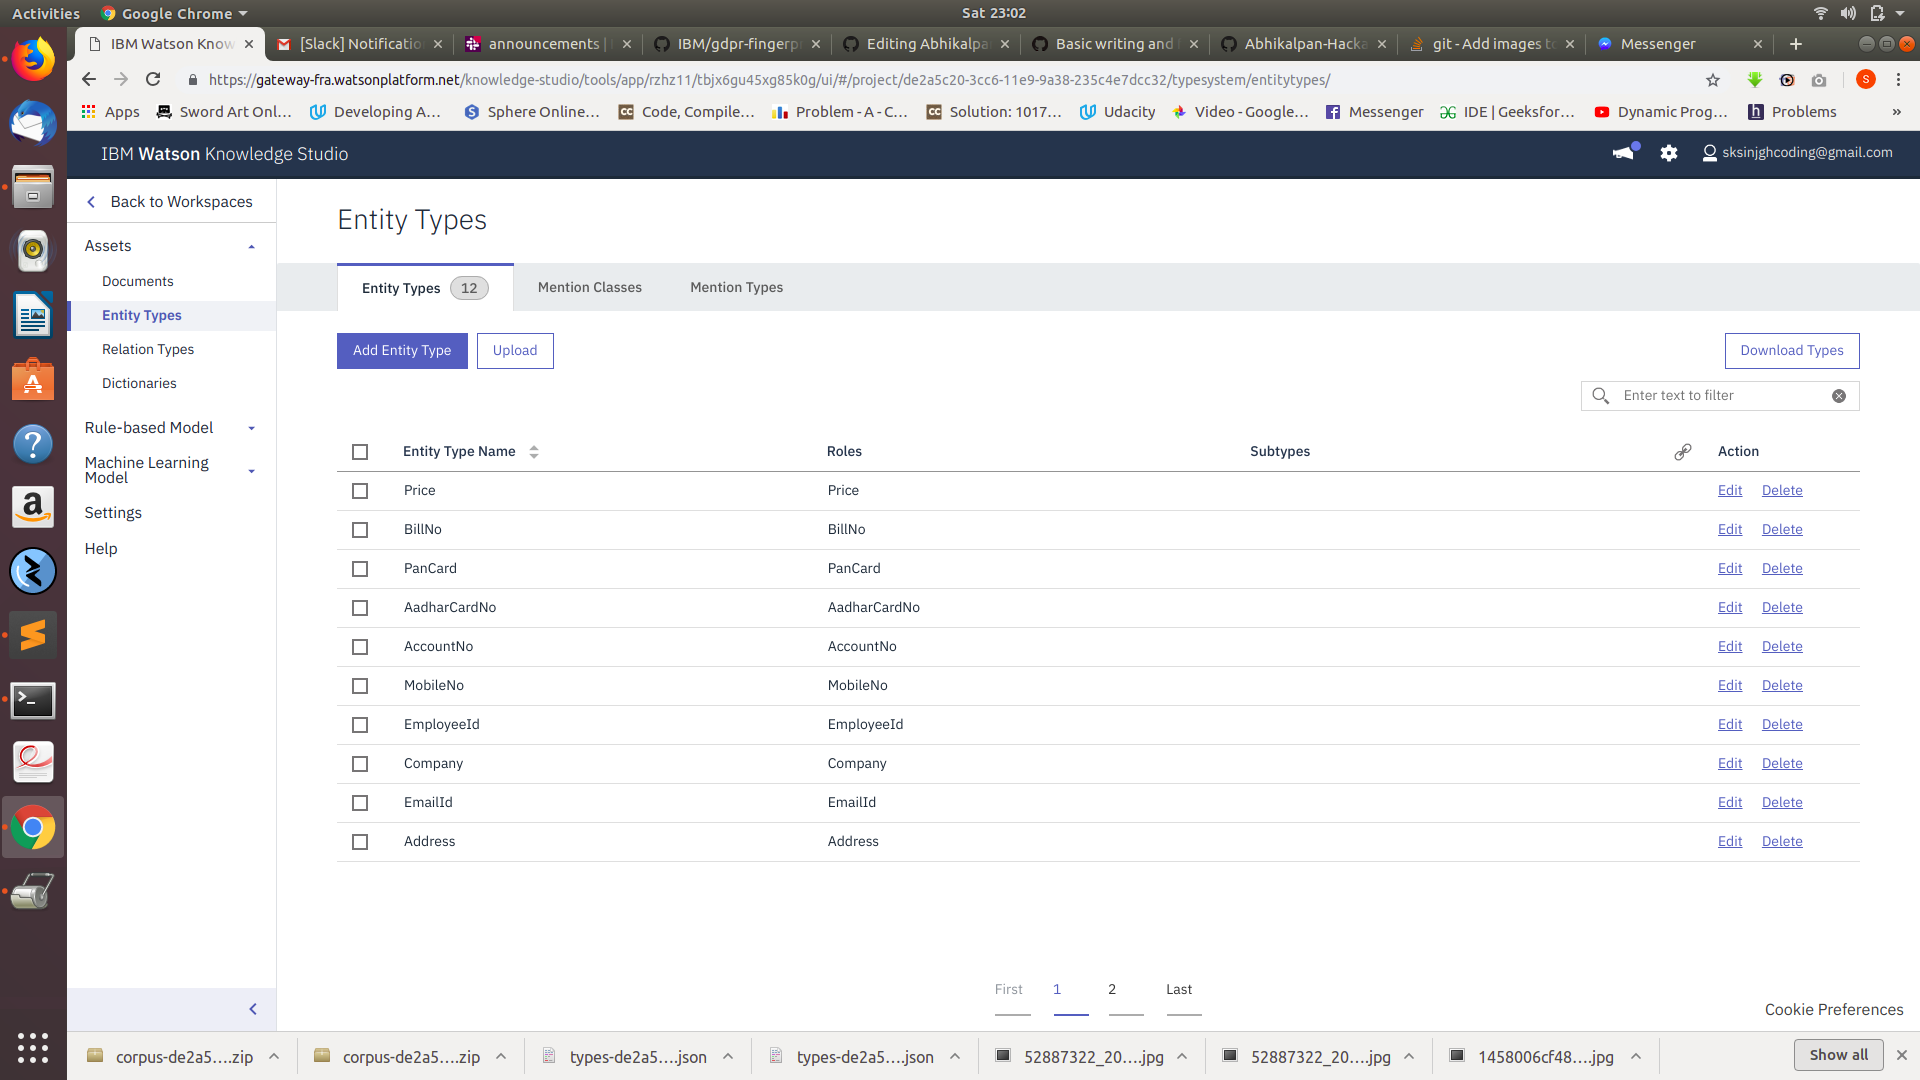 Activities Google Chrome Sat 23:02
IBM Watson Know [Slack] Notificatio announcements | IBM/gdpr-fingerp Editing Abhikalpa Basic writing and Abhikalpan-Hacka git - Add images to Messenger
https://gateway-fra.watsonplatform.net/knowledge-studio/tools/app/rzhz11/tbjx6gu45xg85k0g/ui/#/project/de2a5c20-3cc6-11e9-9a38-235c4e7dcc32/typesystem/entitytypes/ S
Apps Sword Art Onl... Developing A... Sphere Online... Code, Compile... Problem - A - C... Solution: 1017... Udacity Video - Google... Messenger IDE | Geeksfor... Dynamic Prog... Problems »
IBM Watson Knowledge Studio sksinjghcoding@gmail.com
Back to Workspaces
Assets
Documents
Entity Types
Relation Types
Dictionaries
Rule-based Model
Machine Learning
Model
Settings
Help
Entity Types
Entity Types 12 Mention Classes Mention Types
Add Entity Type Upload Download Types
Enter text to filter
Entity Type Name Roles Subtypes Action
Price Price Edit Delete
BillNo BillNo Edit Delete
PanCard PanCard Edit Delete
AadharCardNo AadharCardNo Edit Delete
AccountNo AccountNo Edit Delete
MobileNo MobileNo Edit Delete
EmployeeId EmployeeId Edit Delete
Company Company Edit Delete
EmailId EmailId Edit Delete
Address Address Edit Delete
First 1 2 Last
Cookie Preferences
corpus-de2a5....zip corpus-de2a5....zip types-de2a5....json types-de2a5....json 52887322_20....jpg 52887322_20....jpg 1458006cf48....jpg Show all